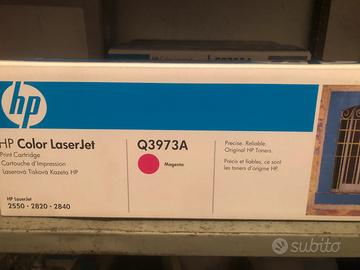 hp
HP Color LaserJet
Print Cartridge
Cartouche d'Impression
Laserová Tisková Kazeta HP
HP LaserJet
2550 • 2820 • 2840
Q3973A
Magenta
Precise. Reliable.
Original HP Toners.
Précis et fiables, ce sont
les toners d'origine HP.
subito